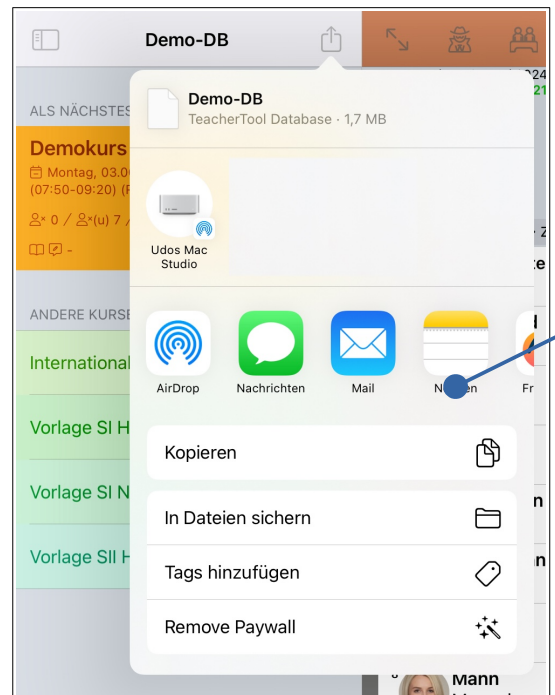 Demo-DB
Demo-DB
TeacherTool Database · 1,7 MB
ALS NÄCHSTES
Demokurs
Montag, 03.0
(07:50-09:20) (
0 / (u) 7 /
-
Udos Mac
Studio
ANDERE KURSE
AirDrop
Nachrichten
Mail
Fr
International
Vorlage SI H
Vorlage SI N
Vorlage SII H
Kopieren
In Dateien sichern
Tags hinzufügen
Remove Paywall
Mann